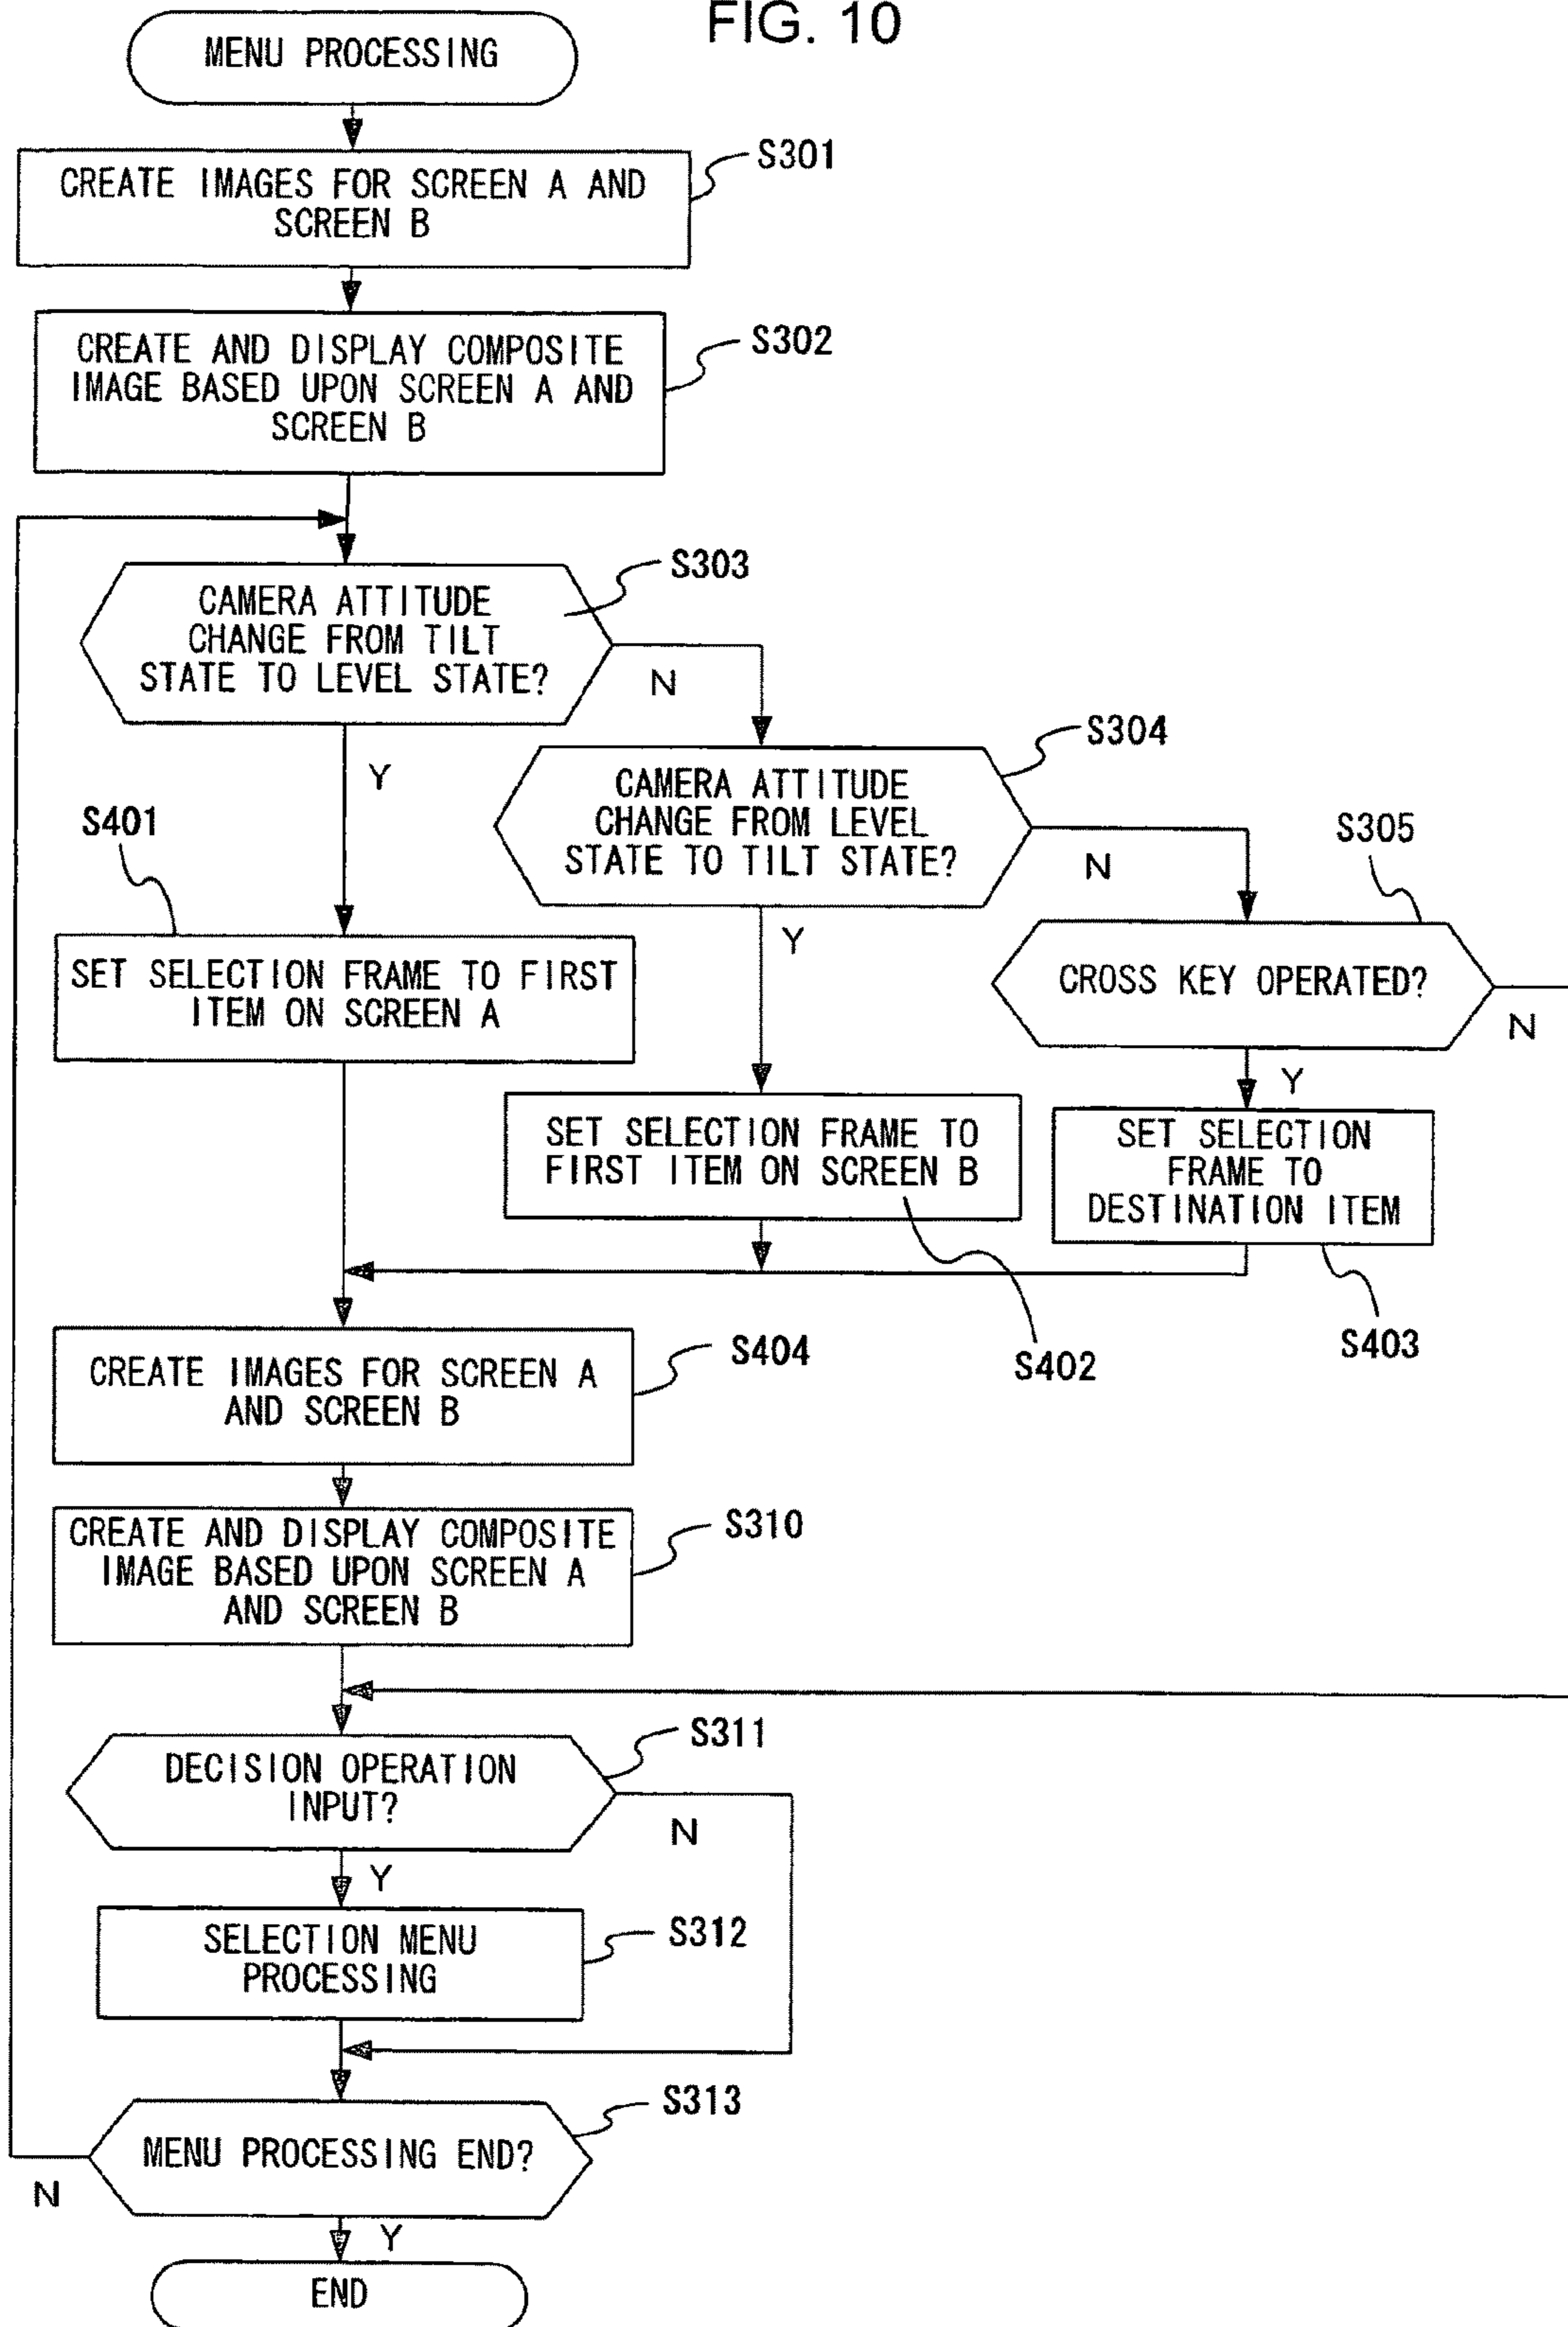 FIG. 10
MENU PROCESSING
S301
CREATE IMAGES FOR SCREEN A AND
SCREEN B
S302
CREATE AND DISPLAY COMPOSITE
IMAGE BASED UPON SCREEN A AND
SCREEN B
S303
CAMERA ATTITUDE
CHANGE FROM TILT
STATE TO LEVEL STATE?
N
Y
S304
CAMERA ATTITUDE
CHANGE FROM LEVEL
STATE TO TILT STATE?
N
Y
S305
CROSS KEY OPERATED?
N
Y
S401
SET SELECTION FRAME TO FIRST
ITEM ON SCREEN A
SET SELECTION FRAME TO
FIRST ITEM ON SCREEN B
S402
SET SELECTION
FRAME TO
DESTINATION ITEM
S403
S404
CREATE IMAGES FOR SCREEN A
AND SCREEN B
S310
CREATE AND DISPLAY COMPOSITE
IMAGE BASED UPON SCREEN A
AND SCREEN B
S311
DECISION OPERATION
INPUT?
N
Y
S312
SELECTION MENU
PROCESSING
S313
MENU PROCESSING END?
N
Y
END